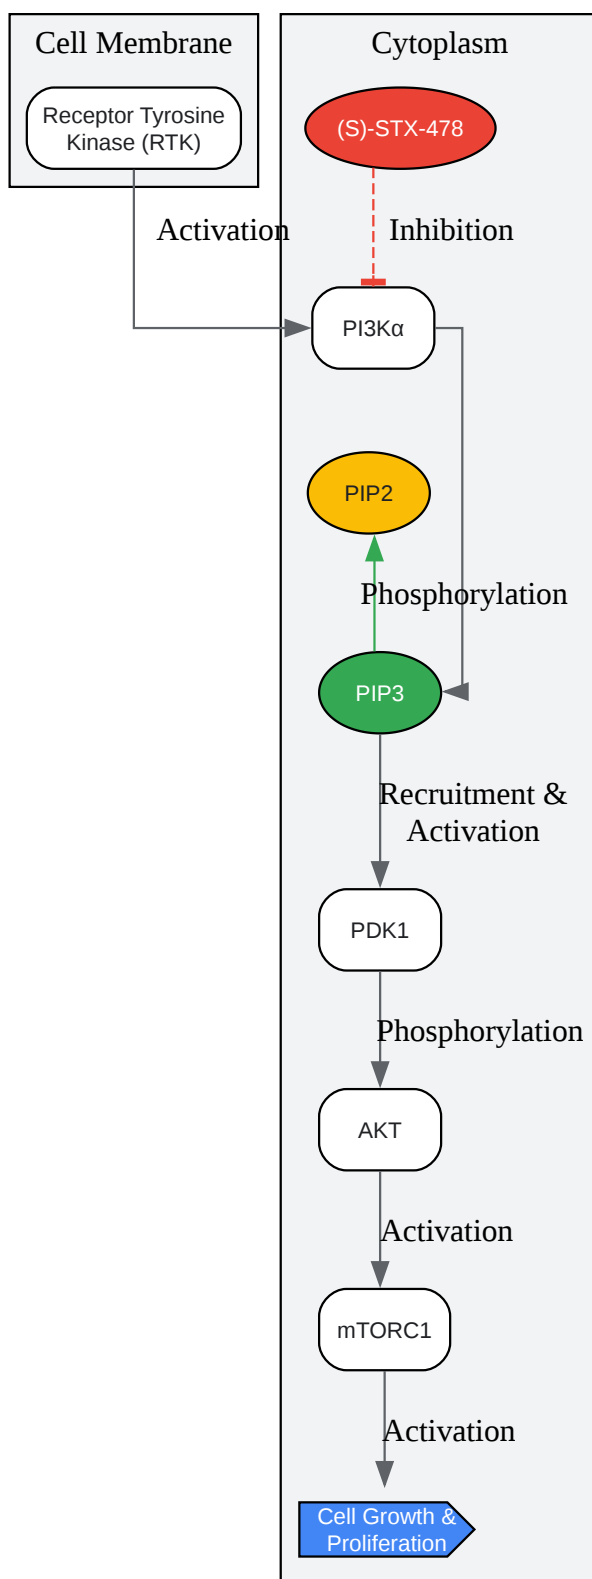 Cell Membrane
Cytoplasm
Receptor Tyrosine
Kinase (RTK)
(S)-STX-478
Activation
Inhibition
PI3Kα
PIP2
Phosphorylation
PIP3
Recruitment &
Activation
PDK1
Phosphorylation
AKT
Activation
mTORC1
Activation
Cell Growth &
Proliferation